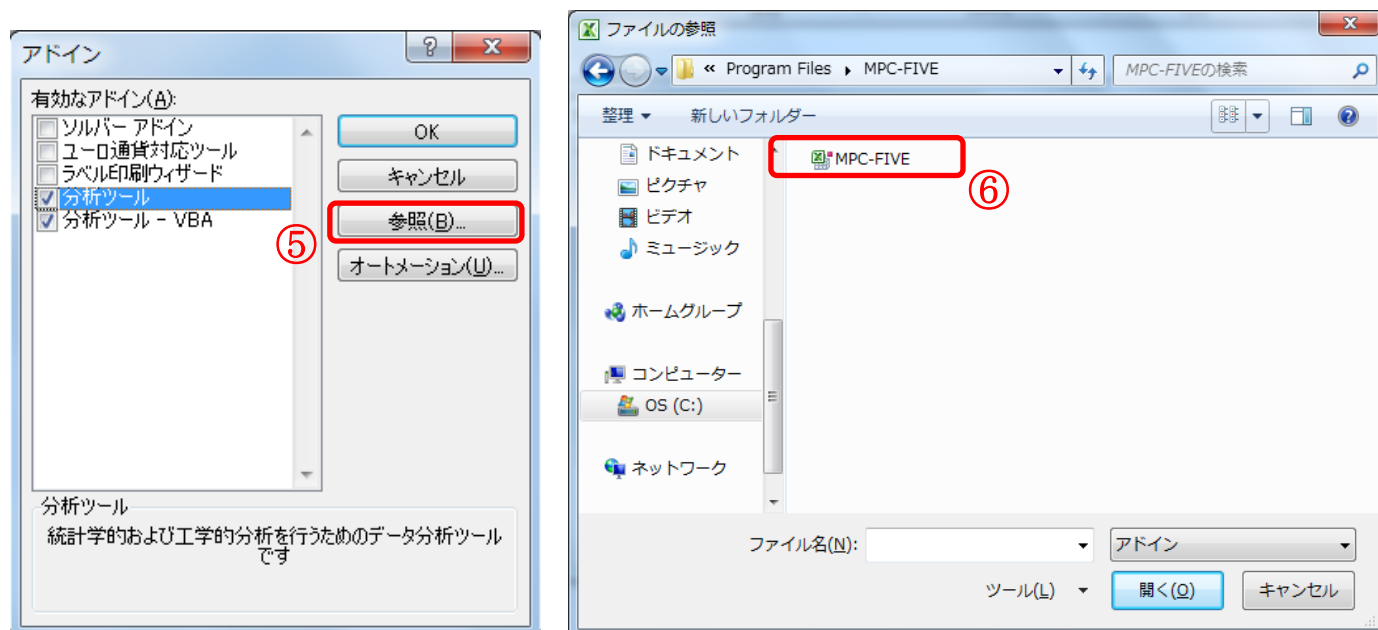 アドイン
有効なアドイン(A):
ソルバー アドイン
ユーロ通貨対応ツール
ラベル印刷ウィザード
分析ツール
分析ツール - VBA
OK
キャンセル
参照(B)...
⑤
オートメーション(U)...
分析ツール
統計学的および工学的分析を行うためのデータ分析ツール
です
ファイルの参照
« Program Files ▸ MPC-FIVE
MPC-FIVEの検索
整理 ▼ 新しいフォルダー
ドキュメント
ピクチャ
ビデオ
ミュージック
ホームグループ
コンピューター
OS (C:)
ネットワーク
MPC-FIVE
⑥
ファイル名(N):
アドイン
ツール(L) ▼
開く(O)
キャンセル